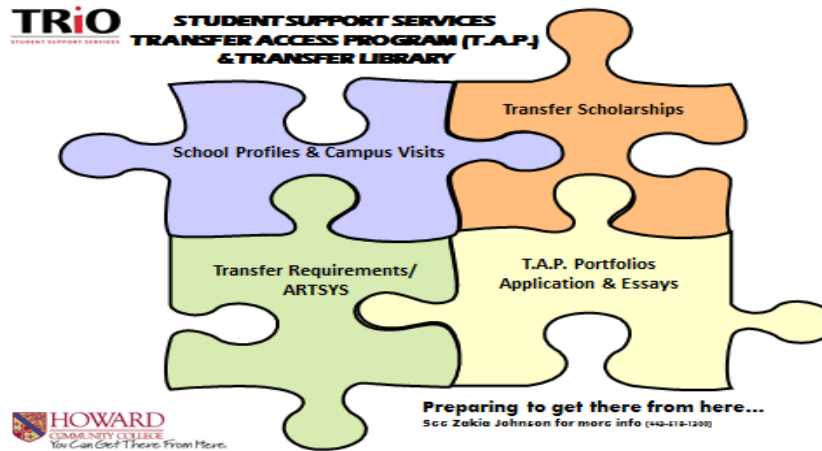 TRiO
STUDENT SUPPORT SERVICES
STUDENT SUPPORT SERVICES
TRANSFER ACCESS PROGRAM (T.A.P.)
& TRANSFER LIBRARY
Transfer Scholarships
School Profiles & Campus Visits
Transfer Requirements/
ARTSYS
T.A.P. Portfolios
Application & Essays
Preparing to get there from here...
See Zakia Johnson for more info
HOWARD
COMMUNITY COLLEGE
You Can Get There From Here.